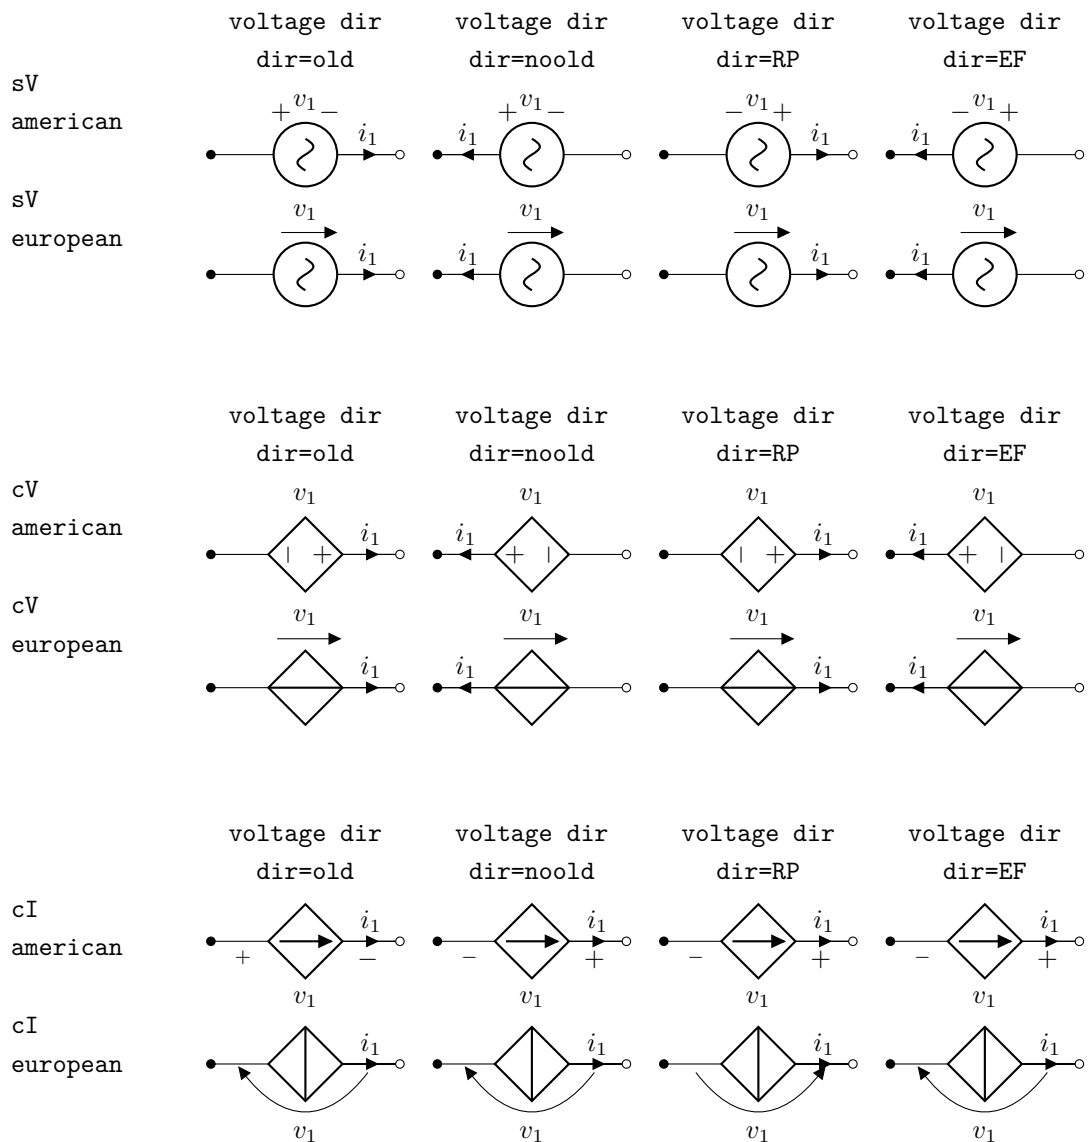 voltage dir voltage dir voltage dir voltage dir
dir=old dir=noold dir=RP dir=EF
sV
american
+ v₁ − + v₁ − − v₁ + − v₁ +
i₁ i₁ i₁ i₁
sV
european
v₁ v₁ v₁ v₁
i₁ i₁ i₁ i₁
voltage dir voltage dir voltage dir voltage dir
dir=old dir=noold dir=RP dir=EF
cV
american
v₁ v₁ v₁ v₁
i₁ i₁ i₁ i₁
− + + − − + + −
cV
european
v₁ v₁ v₁ v₁
i₁ i₁ i₁ i₁
voltage dir voltage dir voltage dir voltage dir
dir=old dir=noold dir=RP dir=EF
cI
american
i₁ i₁ i₁ i₁
+ − − + − + − +
v₁ v₁ v₁ v₁
cI
european
i₁ i₁ i₁ i₁
v₁ v₁ v₁ v₁